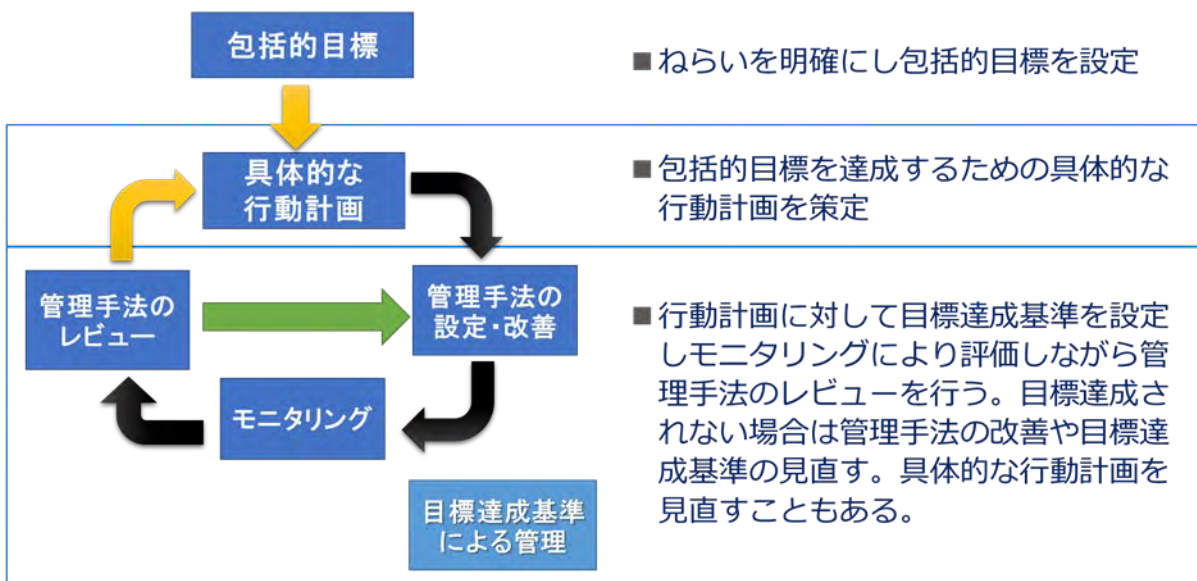 包括的目標
■ねらいを明確にし包括的目標を設定
具体的な
行動計画
■包括的目標を達成するための具体的な
行動計画を策定
管理手法の
レビュー
管理手法の
設定・改善
モニタリング
目標達成基準
による管理
■行動計画に対して目標達成基準を設定
しモニタリングにより評価しながら管
理手法のレビューを行う。目標達成さ
れない場合は管理手法の改善や目標達
成基準の見直す。具体的な行動計画を
見直すこともある。